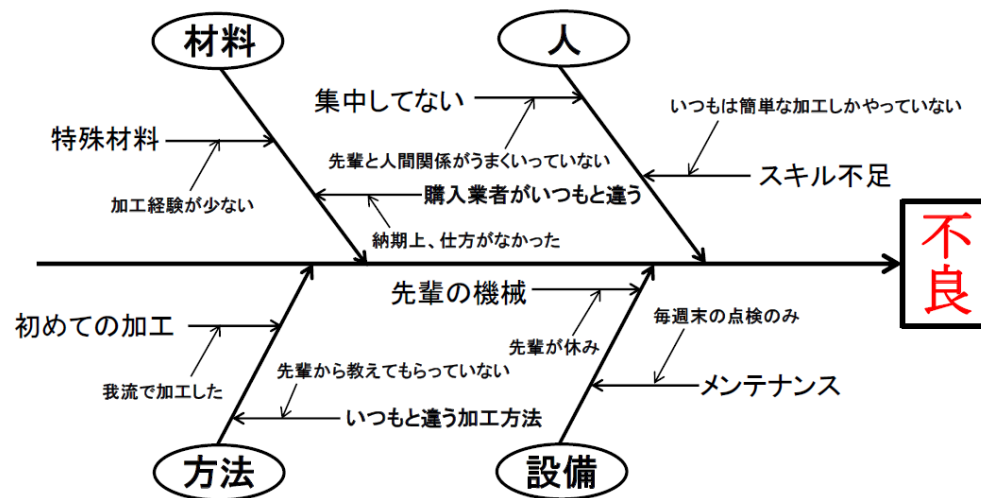 材料
人
集中してない
いつもは簡単な加工しかやっていない
特殊材料
先輩と人間関係がうまくいっていない
スキル不足
加工経験が少ない
購入業者がいつもと違う
納期上、仕方がなかった
不良
先輩の機械
初めての加工
毎週末の点検のみ
先輩が休み
先輩から教えてもらっていない
我流で加工した
メンテナンス
いつもと違う加工方法
方法
設備